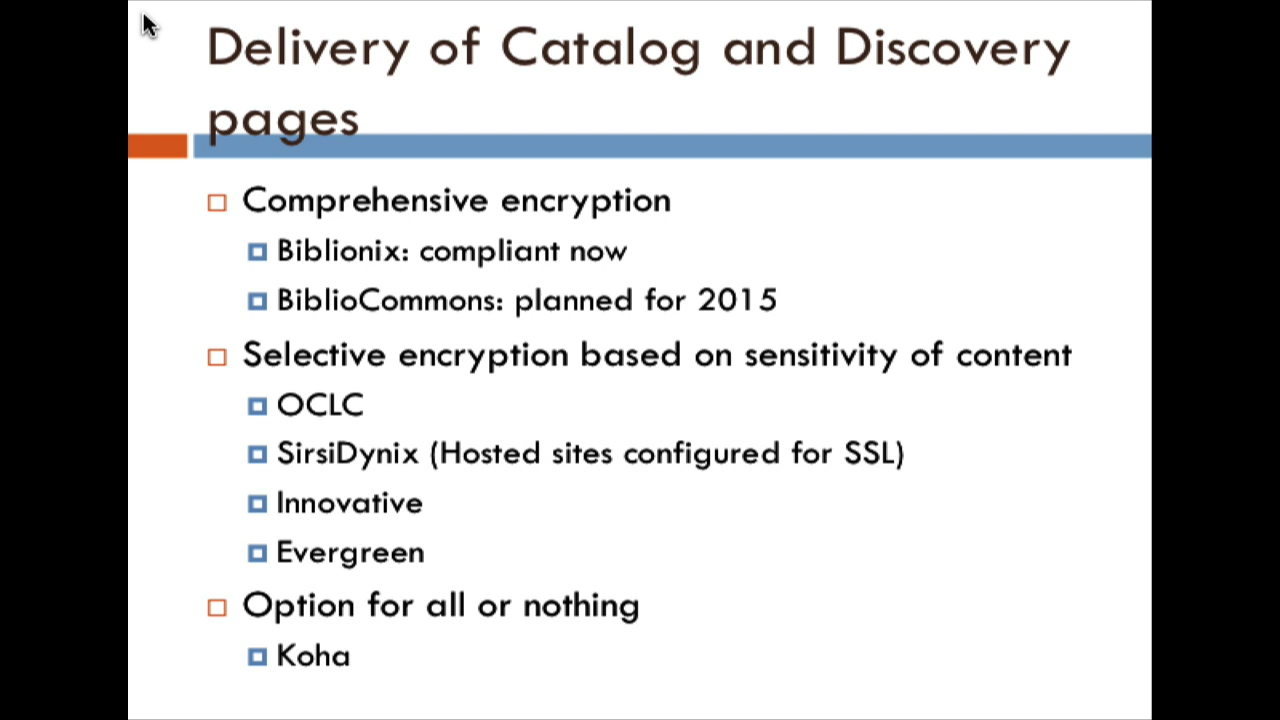 Delivery of Catalog and Discovery
pages
Comprehensive encryption
Biblionix: compliant now
BiblioCommons: planned for 2015
Selective encryption based on sensitivity of content
OCLC
SirsiDynix (Hosted sites configured for SSL)
Innovative
Evergreen
Option for all or nothing
Koha